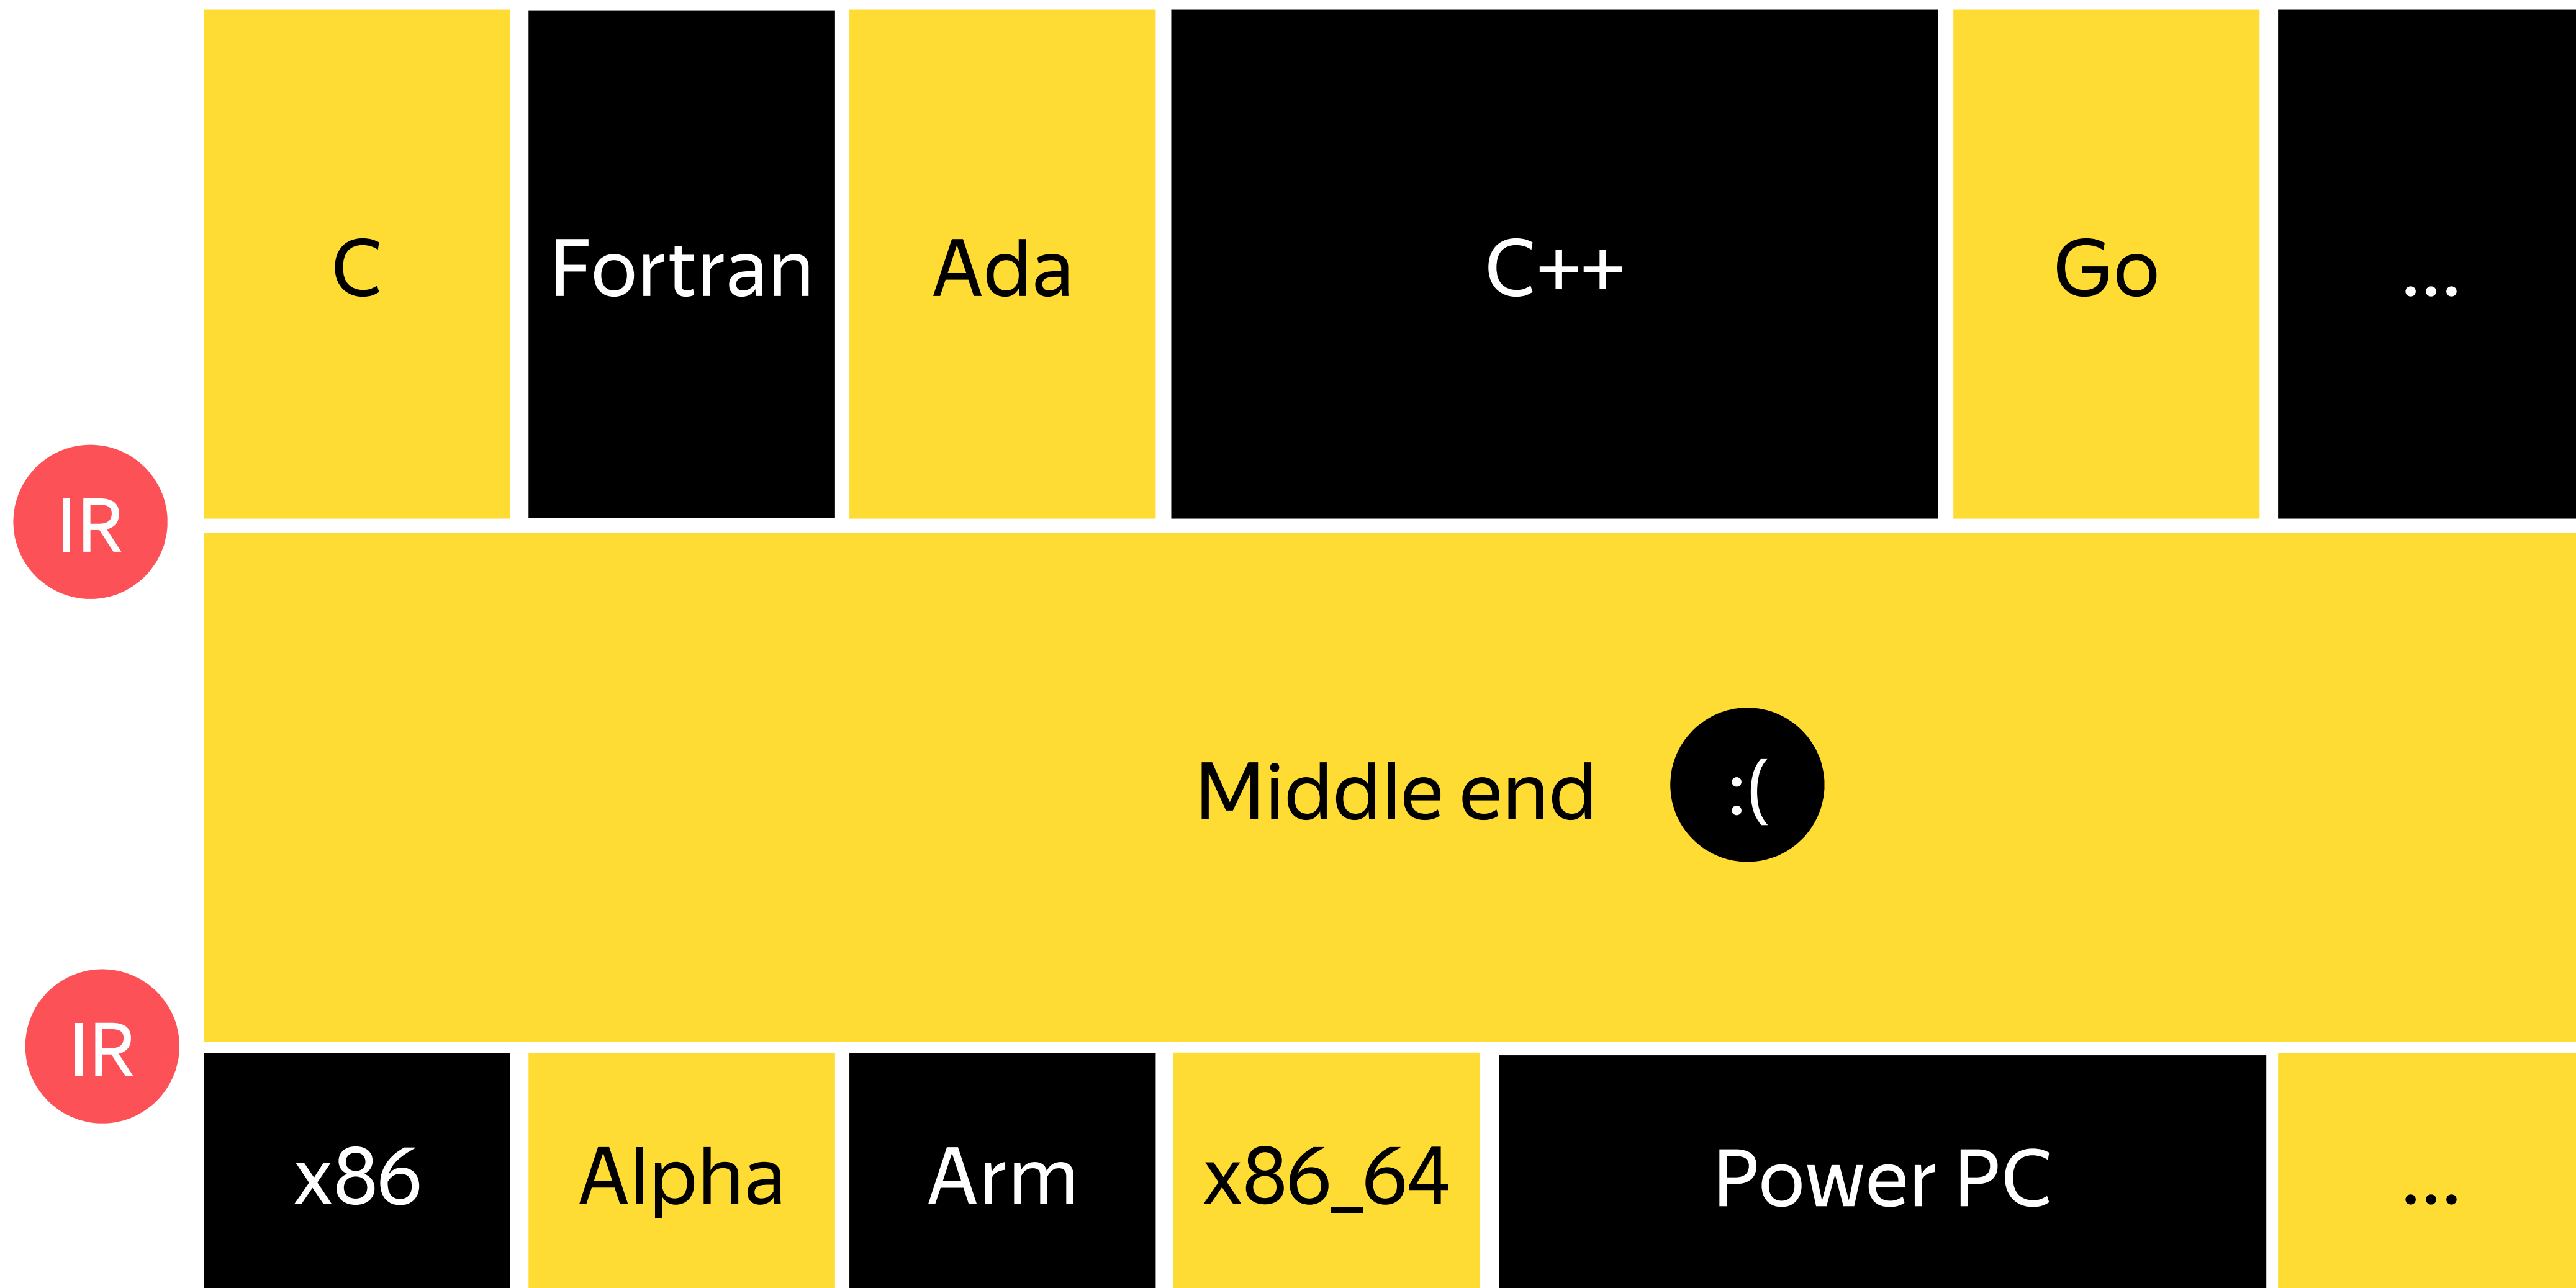 C
Fortran
Ada
C++
Go
...
IR
Middle end
:(
IR
x86
Alpha
Arm
x86_64
Power PC
...